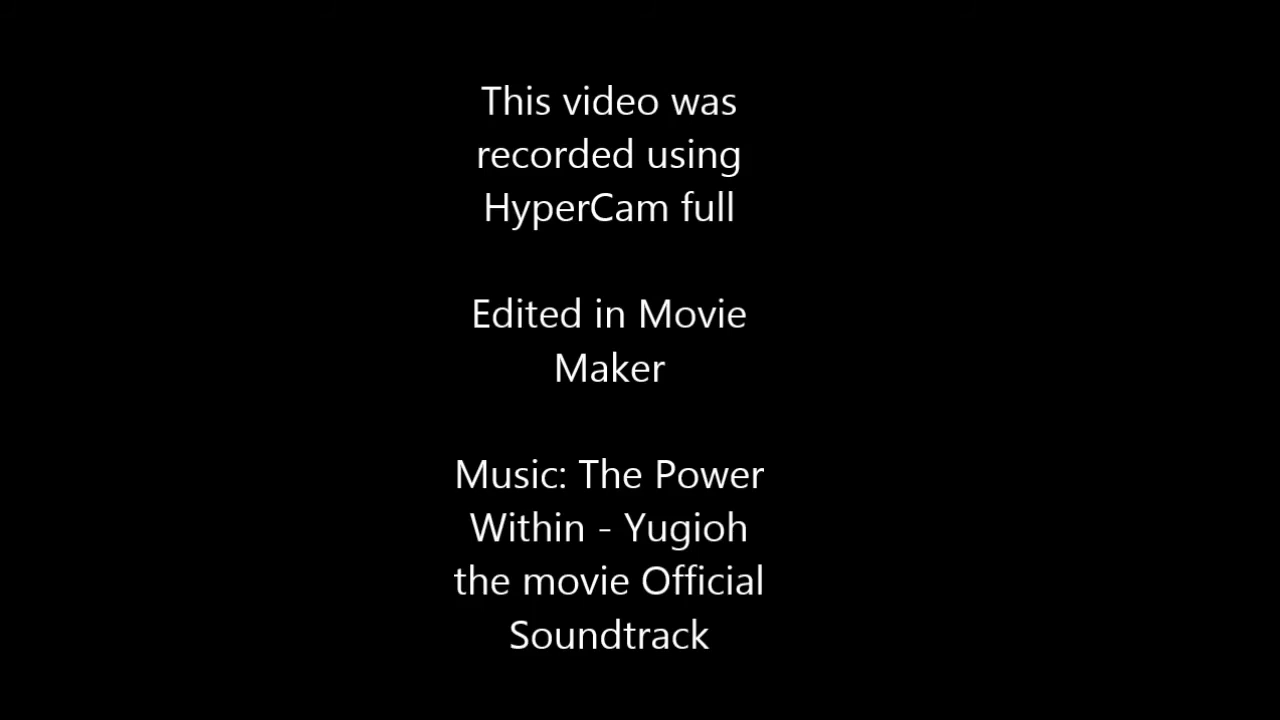 This video was
recorded using
HyperCam full
Edited in Movie
Maker
Music: The Power
Within - Yugioh
the movie Official
Soundtrack